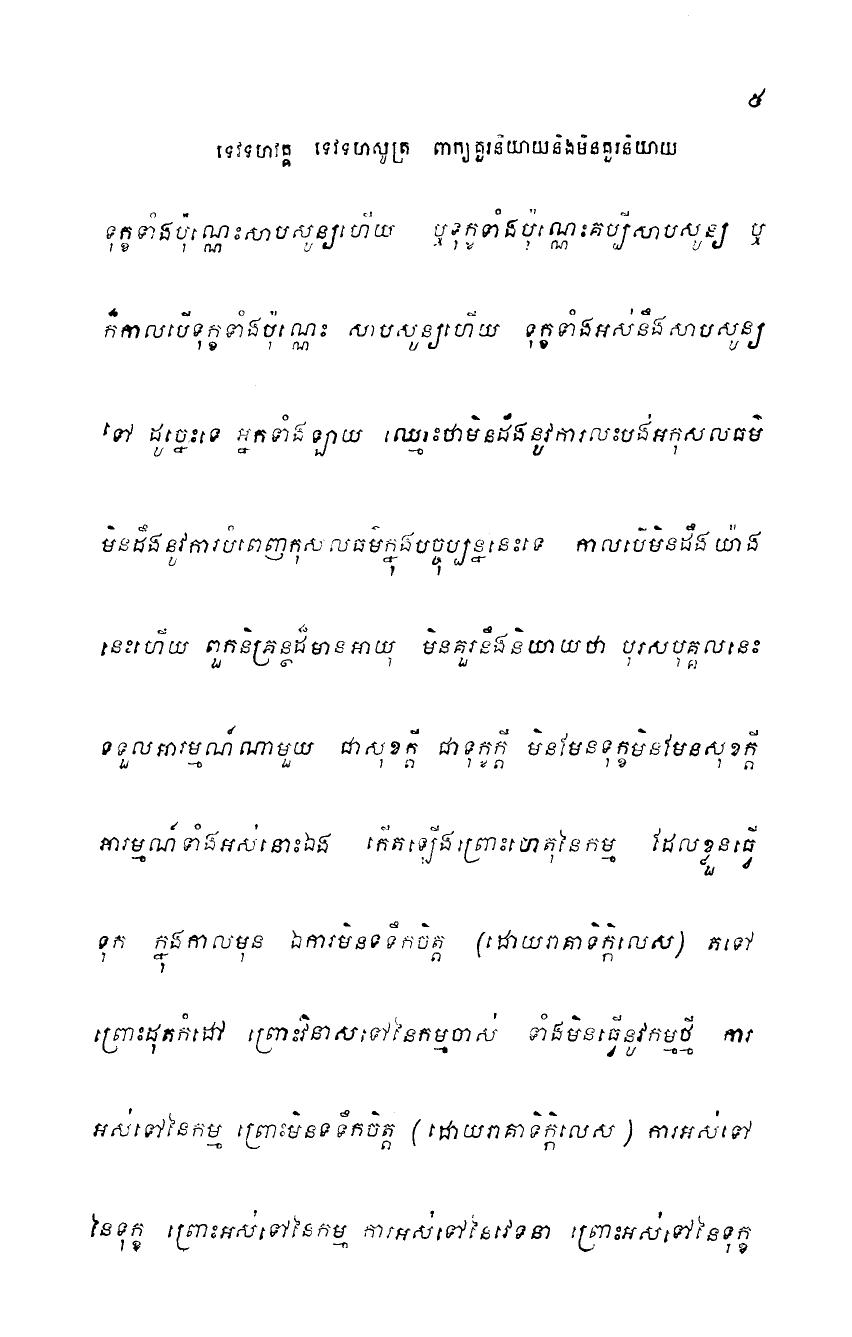 ៥
ទេវទហវគ្គ ទេវទហសូត្រ ពាក្យគួរនិយាយនិងមិនគួរនិយាយ
ទុក្ខទាំងប៉ុណ្ណេះសាបសូន្យហើយ ឬទុក្ខទាំងប៉ុណ្ណេះគប្បីសាបសូន្យ ឬ
ក៏កាលបើទុក្ខទាំងប៉ុណ្ណេះ សាបសូន្យហើយ ទុក្ខទាំងអស់នឹងសាបសូន្យ
ទៅ ដូច្នេះទេ អ្នកទាំងឡាយ ឈ្មោះថាមិនដឹងនូវការលះបង់អកុសលធម៌
មិនដឹងនូវការបំពេញកុសលធម៌ក្នុងបច្ចុប្បន្ននេះទេ កាលបើមិនដឹងយ៉ាង
នេះហើយ ពួកនិគ្រន្ថដ៏មានអាយុ មិនគួរនឹងនិយាយថា បុរសបុគ្គលនេះ
ទទួលអារម្មណ៍ណាមួយ ជាសុខក្តី ជាទុក្ខក្តី មិនមែនទុក្ខមិនមែនសុខក្តី
អារម្មណ៍ទាំងអស់នោះឯង កើតឡើងព្រោះហេតុនៃកម្ម ដែលខ្លួនធ្វើ
ទុក ក្នុងកាលមុន ឯការមិនទទឹកចិត្ត (ដោយរាគាទិក្កិលេស) តទៅ
ព្រោះដុតកំដៅ ព្រោះវិនាសទៅនៃកម្មចាស់ ទាំងមិនធ្វើនូវកម្មថ្មី ការ
អស់ទៅនៃកម្ម ព្រោះមិនទទឹកចិត្ត (ដោយរាគាទិក្កិលេស) ការអស់ទៅ
នៃទុក្ខ ព្រោះអស់ទៅនៃកម្ម ការអស់ទៅនៃវេទនា ព្រោះអស់ទៅនៃទុក្ខ